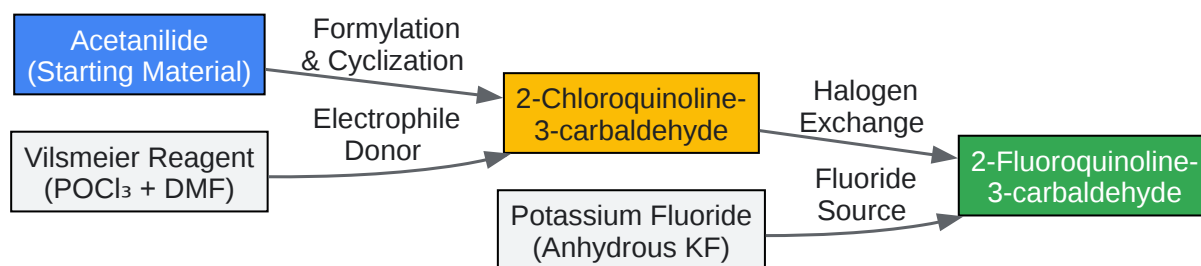 Acetanilide
(Starting Material)
Formylation
& Cyclization
Vilsmeier Reagent
(POCl₃ + DMF)
Electrophile
Donor
2-Chloroquinoline-
3-carbaldehyde
Halogen
Exchange
Potassium Fluoride
(Anhydrous KF)
Fluoride
Source
2-Fluoroquinoline-
3-carbaldehyde